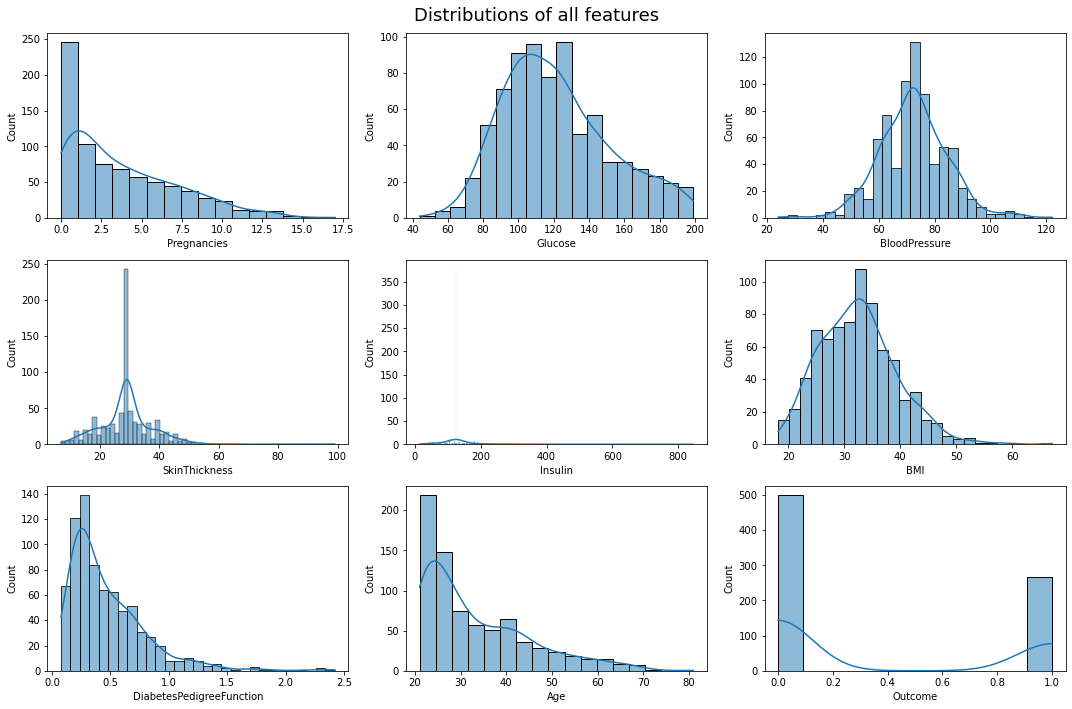 Distributions of all features
250
200
150
100
50
0
Count
0.0 2.5 5.0 7.5 10.0 12.5 15.0 17.5
Pregnancies
100
80
60
40
20
0
Count
40 60 80 100 120 140 160 180 200
Glucose
120
100
80
60
40
20
0
Count
20 40 60 80 100 120
BloodPressure
250
200
150
100
50
0
Count
20 40 60 80 100
SkinThickness
350
300
250
200
150
100
50
0
Count
0 200 400 600 800
Insulin
100
80
60
40
20
0
Count
20 30 40 50 60
BMI
140
120
100
80
60
40
20
0
Count
0.0 0.5 1.0 1.5 2.0 2.5
DiabetesPedigreeFunction
200
150
100
50
0
Count
20 30 40 50 60 70 80
Age
500
400
300
200
100
0
Count
0.0 0.2 0.4 0.6 0.8 1.0
Outcome